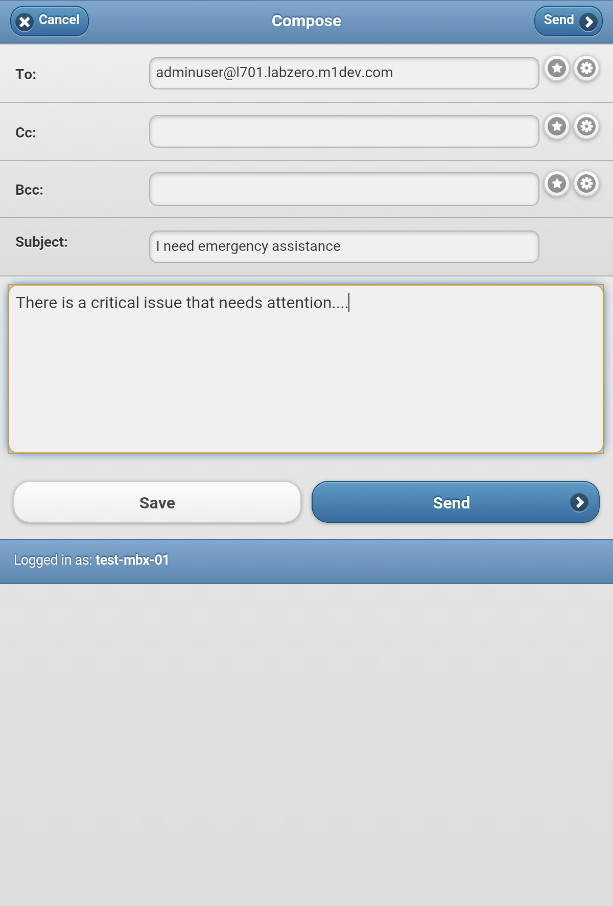 Cancel Compose Send
To: adminuser@l701.labzero.m1dev.com
Cc:
Bcc:
Subject: I need emergency assistance
There is a critical issue that needs attention....
Save Send
Logged in as: test-mbx-01